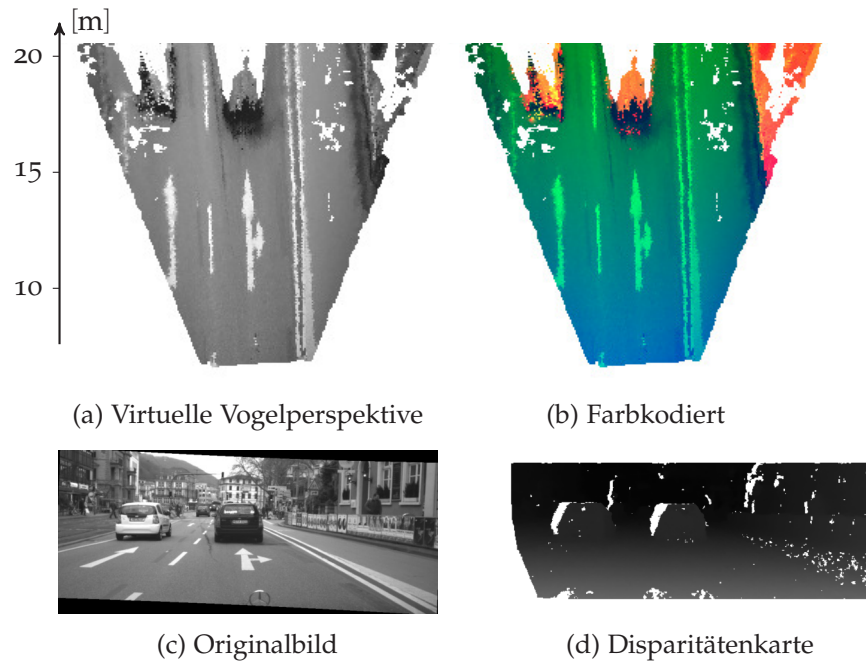 [m]
20
15
10
(a) Virtuelle Vogelperspektive
(b) Farbkodiert
(c) Originalbild
(d) Disparitätenkarte